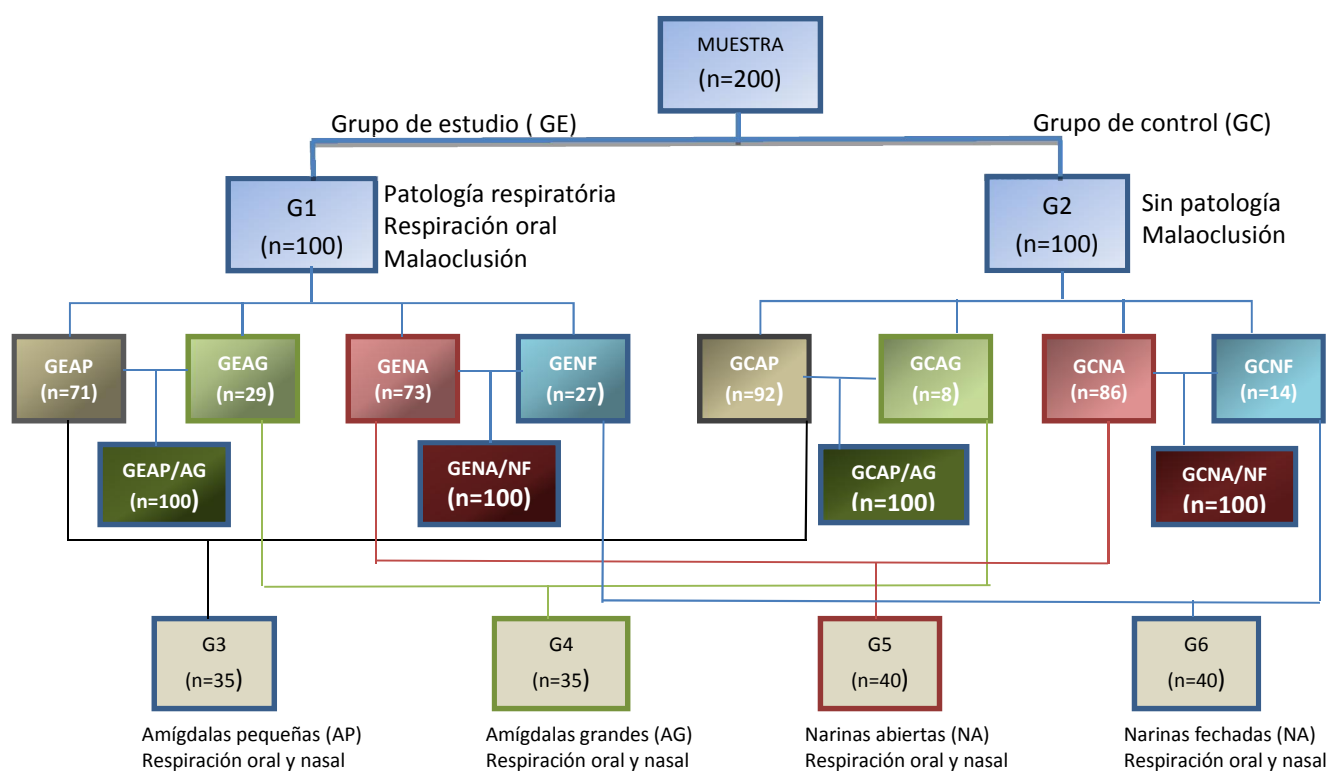 MUESTRA
(n=200)
Grupo de estudio ( GE)
Grupo de control (GC)
G1
(n=100)
Patología respiratória
Respiración oral
Malaoclusión
G2
(n=100)
Sin patología
Malaoclusión
GEAP
(n=71)
GEAG
(n=29)
GENA
(n=73)
GENF
(n=27)
GCAP
(n=92)
GCAG
(n=8)
GCNA
(n=86)
GCNF
(n=14)
GEAP/AG
(n=100)
GENA/NF
(n=100)
GCAP/AG
(n=100)
GCNA/NF
(n=100)
G3
(n=35)
G4
(n=35)
G5
(n=40)
G6
(n=40)
Amígdalas pequeñas (AP)
Respiración oral y nasal
Amígdalas grandes (AG)
Respiración oral y nasal
Narinas abiertas (NA)
Respiración oral y nasal
Narinas fechadas (NA)
Respiración oral y nasal